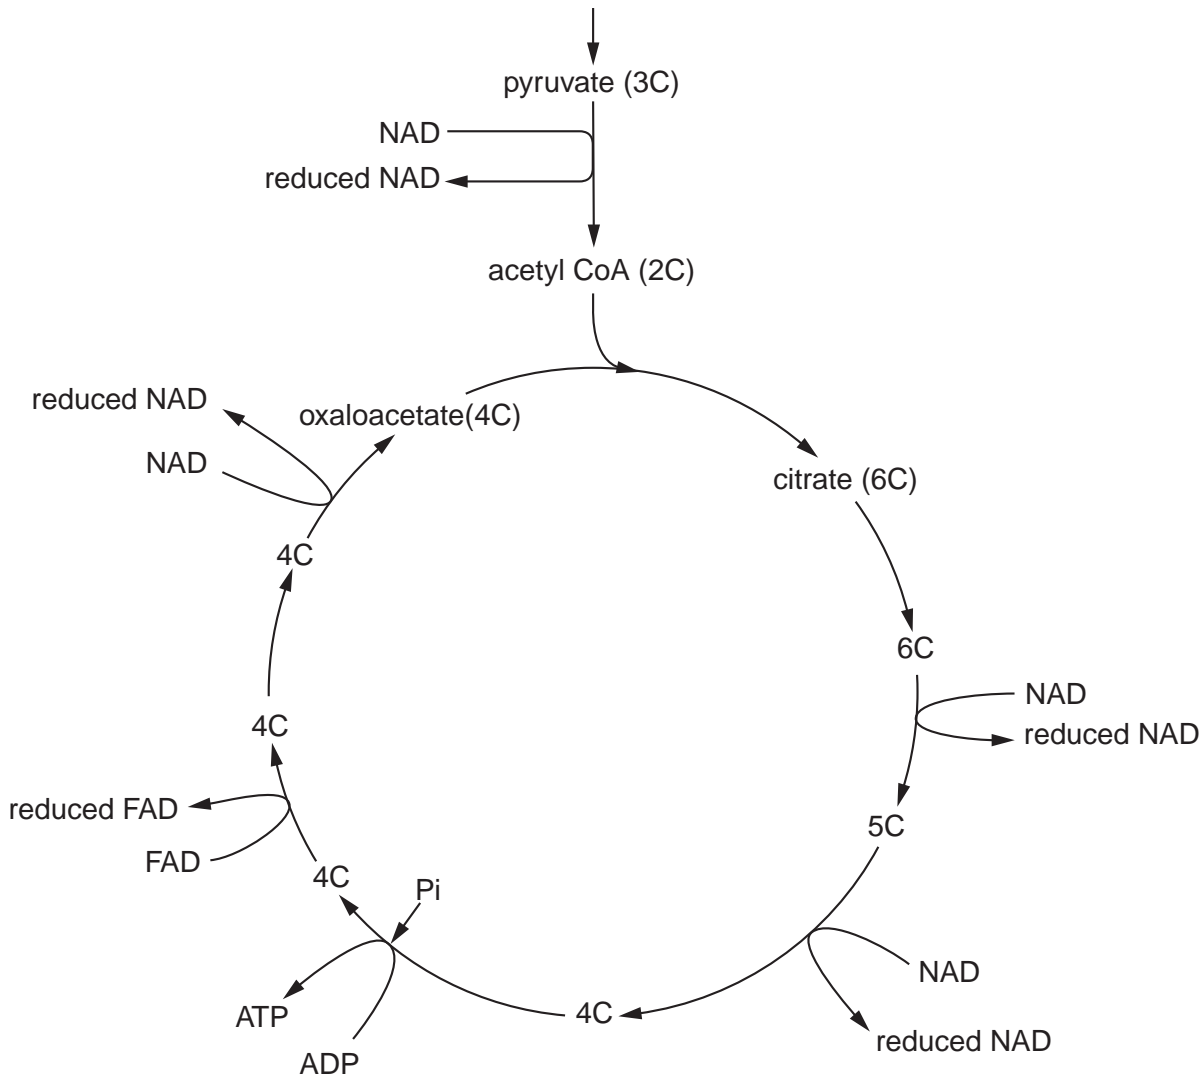 pyruvate (3C)
NAD
reduced NAD
acetyl CoA (2C)
reduced NAD
oxaloacetate(4C)
NAD
citrate (6C)
4C
6C
NAD
4C
reduced NAD
reduced FAD
5C
FAD
4C
Pi
NAD
ATP
4C
reduced NAD
ADP